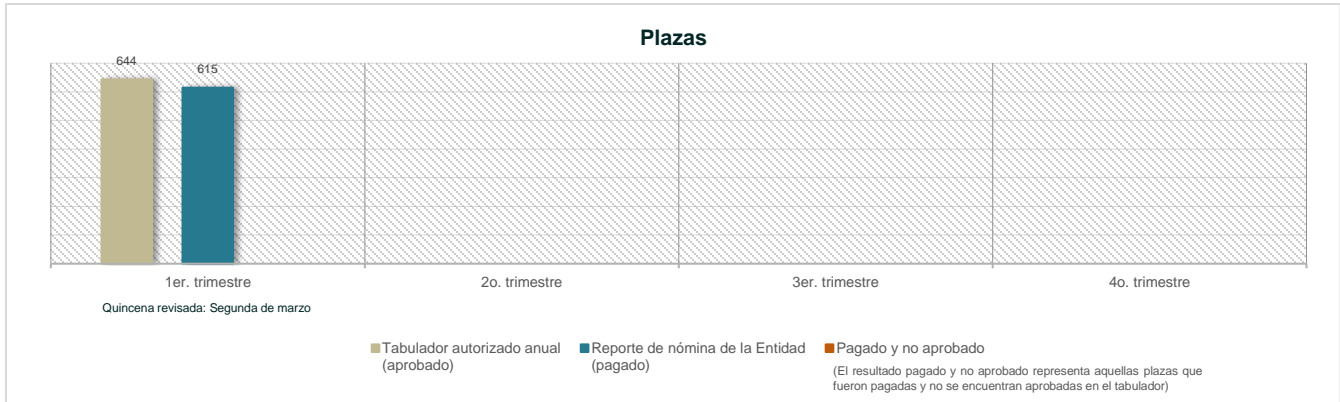 Plazas
644
615
1er. trimestre
2o. trimestre
3er. trimestre
4o. trimestre
Quincena revisada: Segunda de marzo
Tabulador autorizado anual
(aprobado)
Reporte de nómina de la Entidad
(pagado)
Pagado y no aprobado
(El resultado pagado y no aprobado representa aquellas plazas que
fueron pagadas y no se encuentran aprobadas en el tabulador)